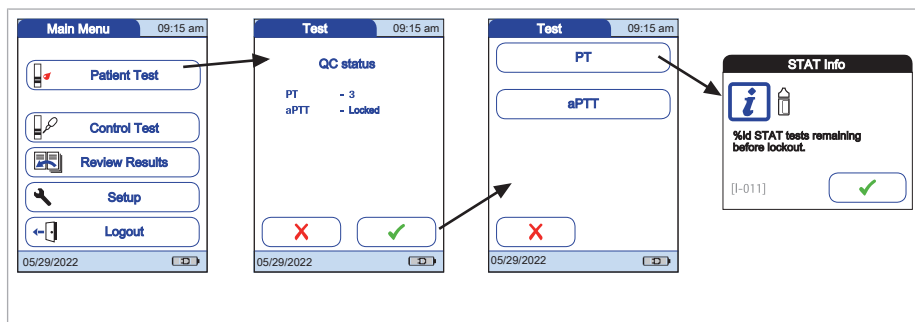 Main Menu 09:15 am
Patient Test
Control Test
Review Results
Setup
Logout
05/29/2022
Test 09:15 am
QC status
PT - 3
aPTT - Locked
05/29/2022
Test 09:15 am
PT
aPTT
05/29/2022
STAT Info
i
%ld STAT tests remaining
before lockout.
[I-011]